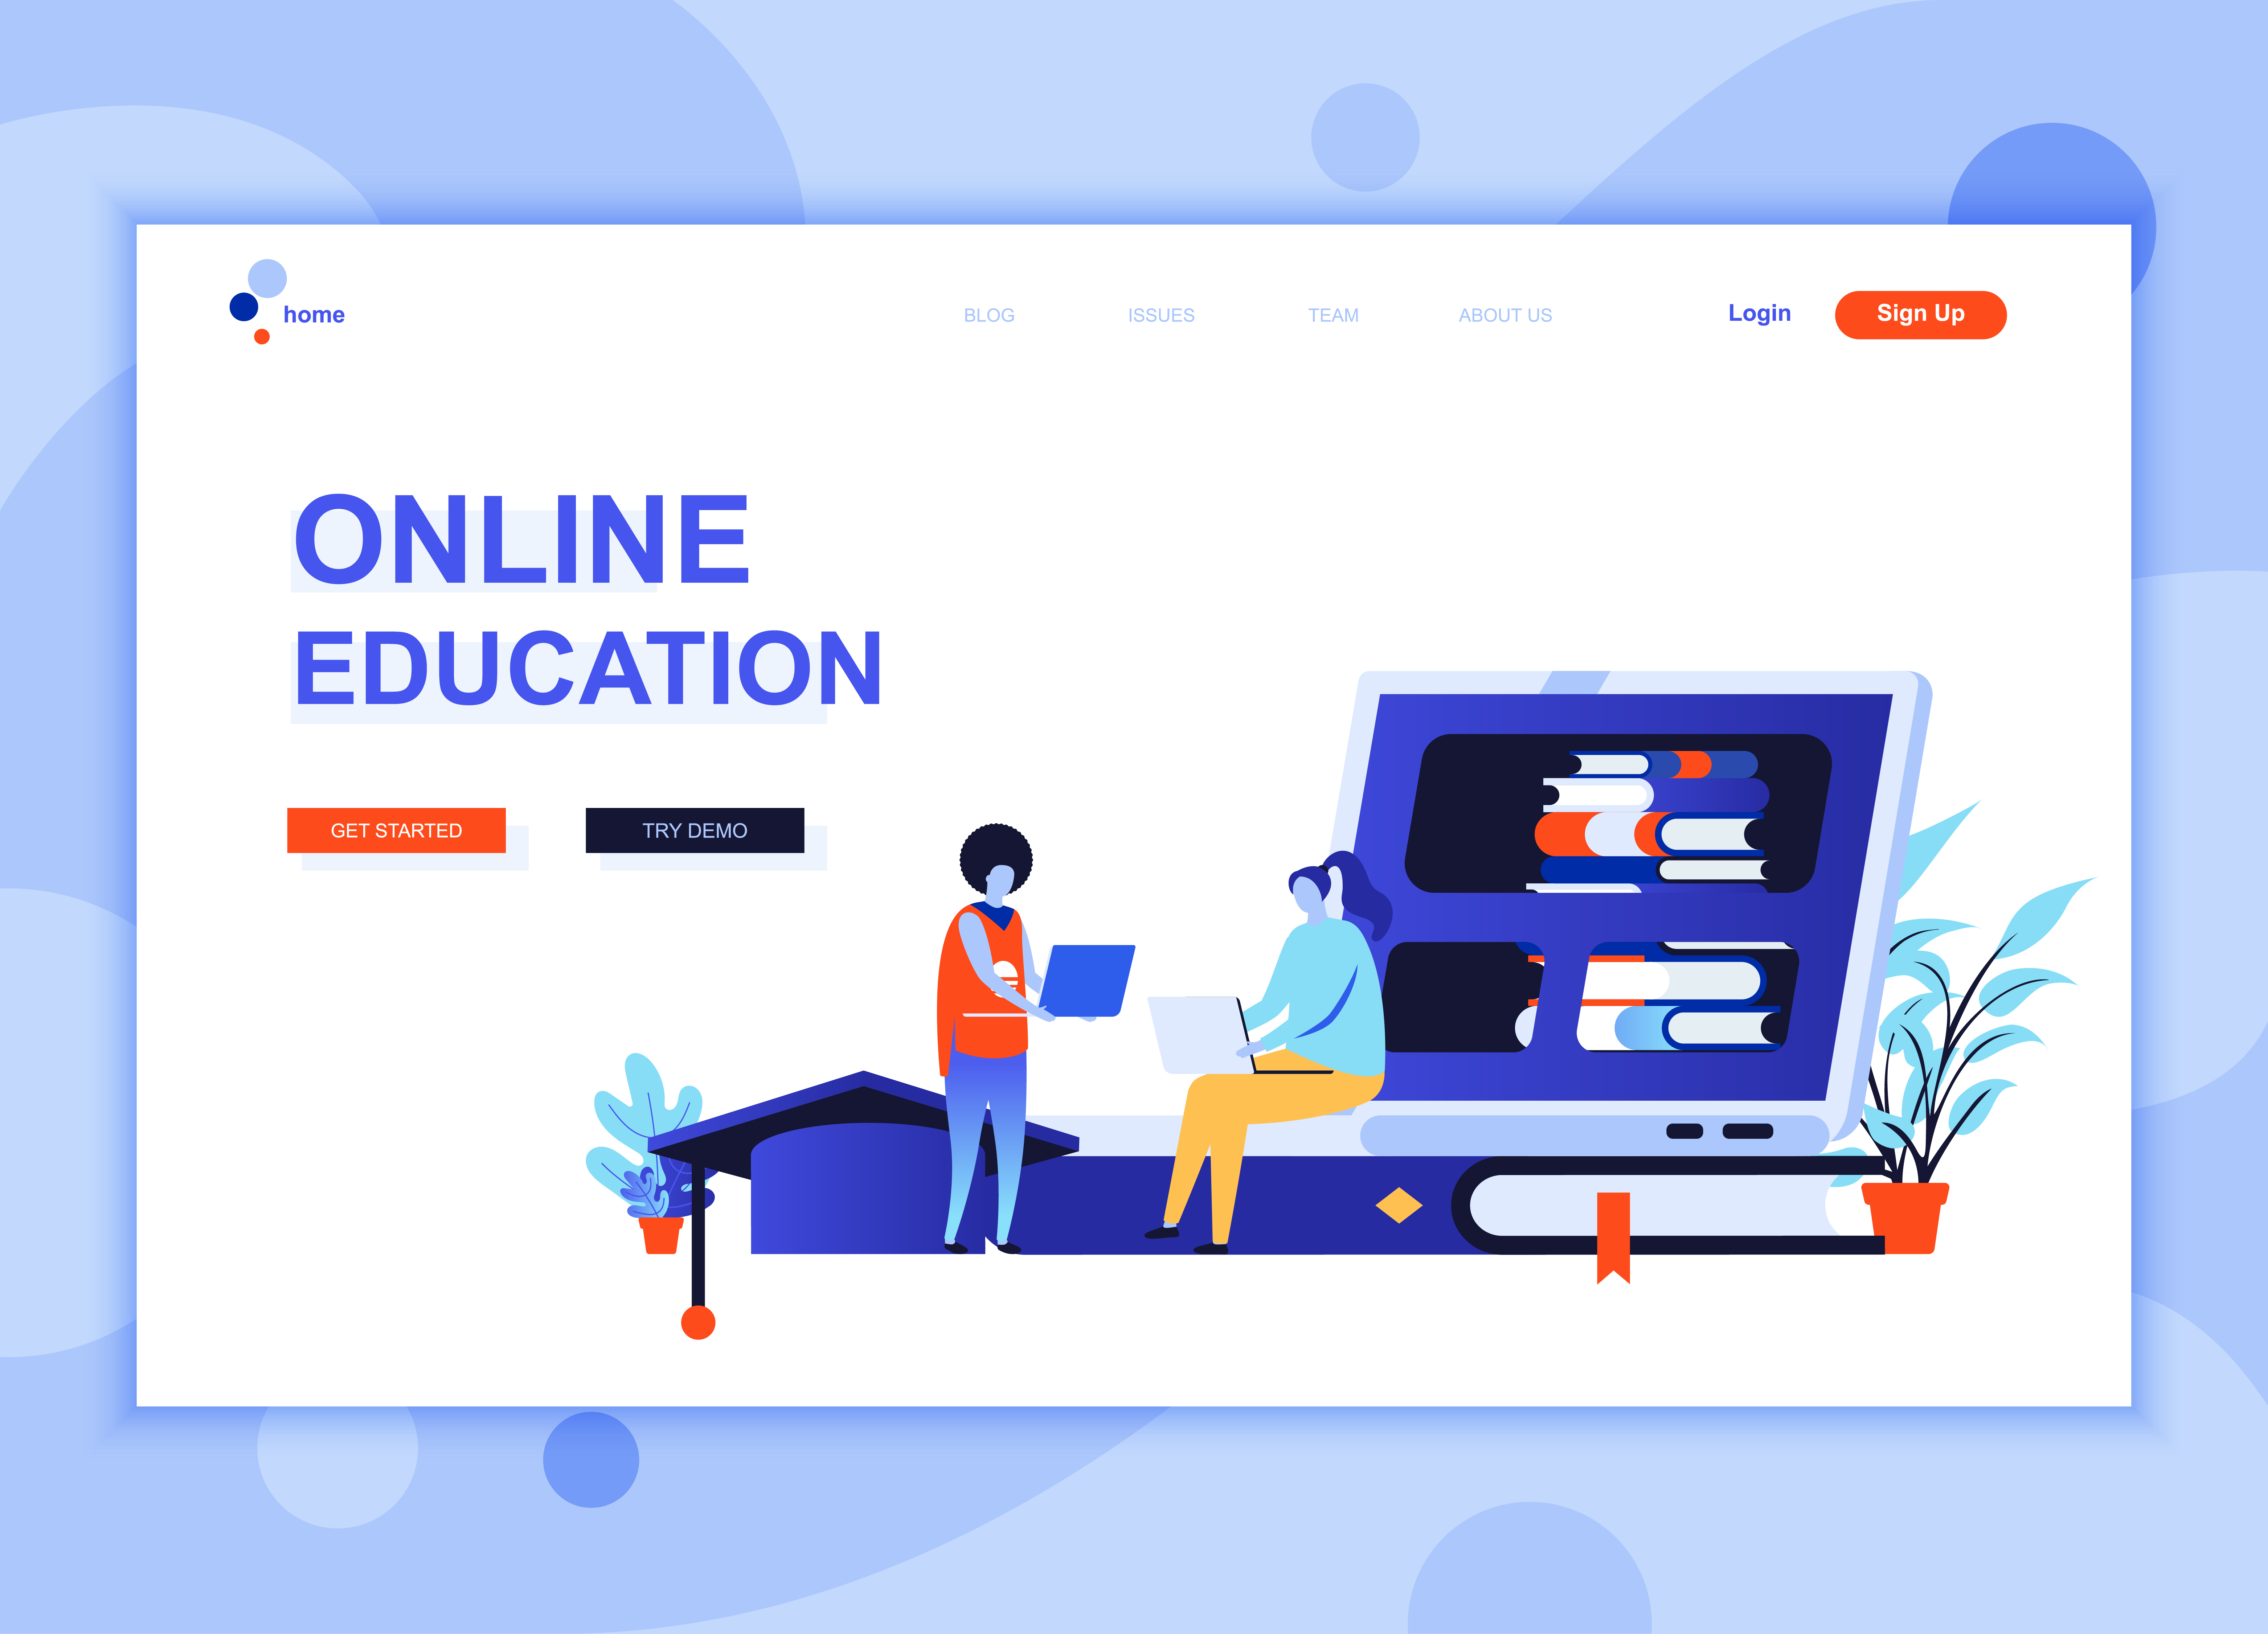 home
BLOG
ISSUES
TEAM
ABOUT US
Login
Sign Up
ONLINE
EDUCATION
GET STARTED
TRY DEMO